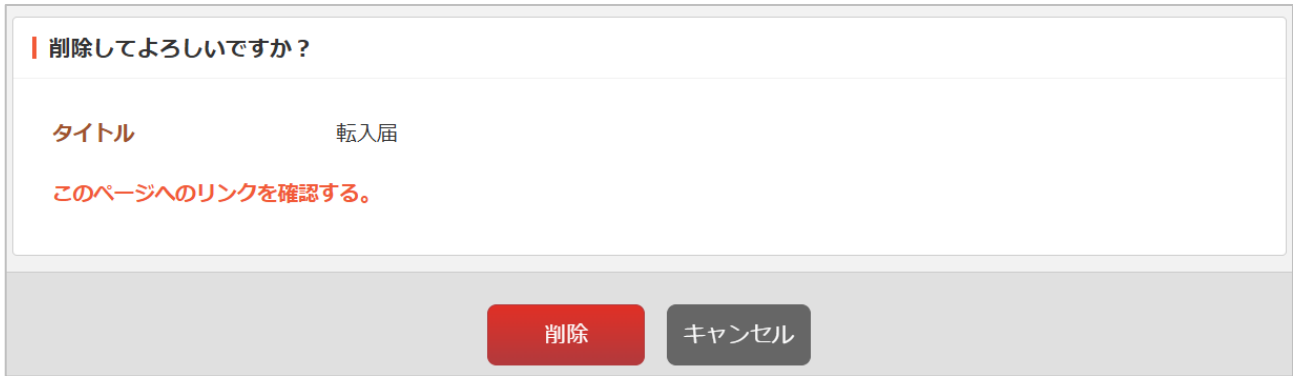 削除してよろしいですか？
タイトル 転入届
このページへのリンクを確認する。
削除 キャンセル